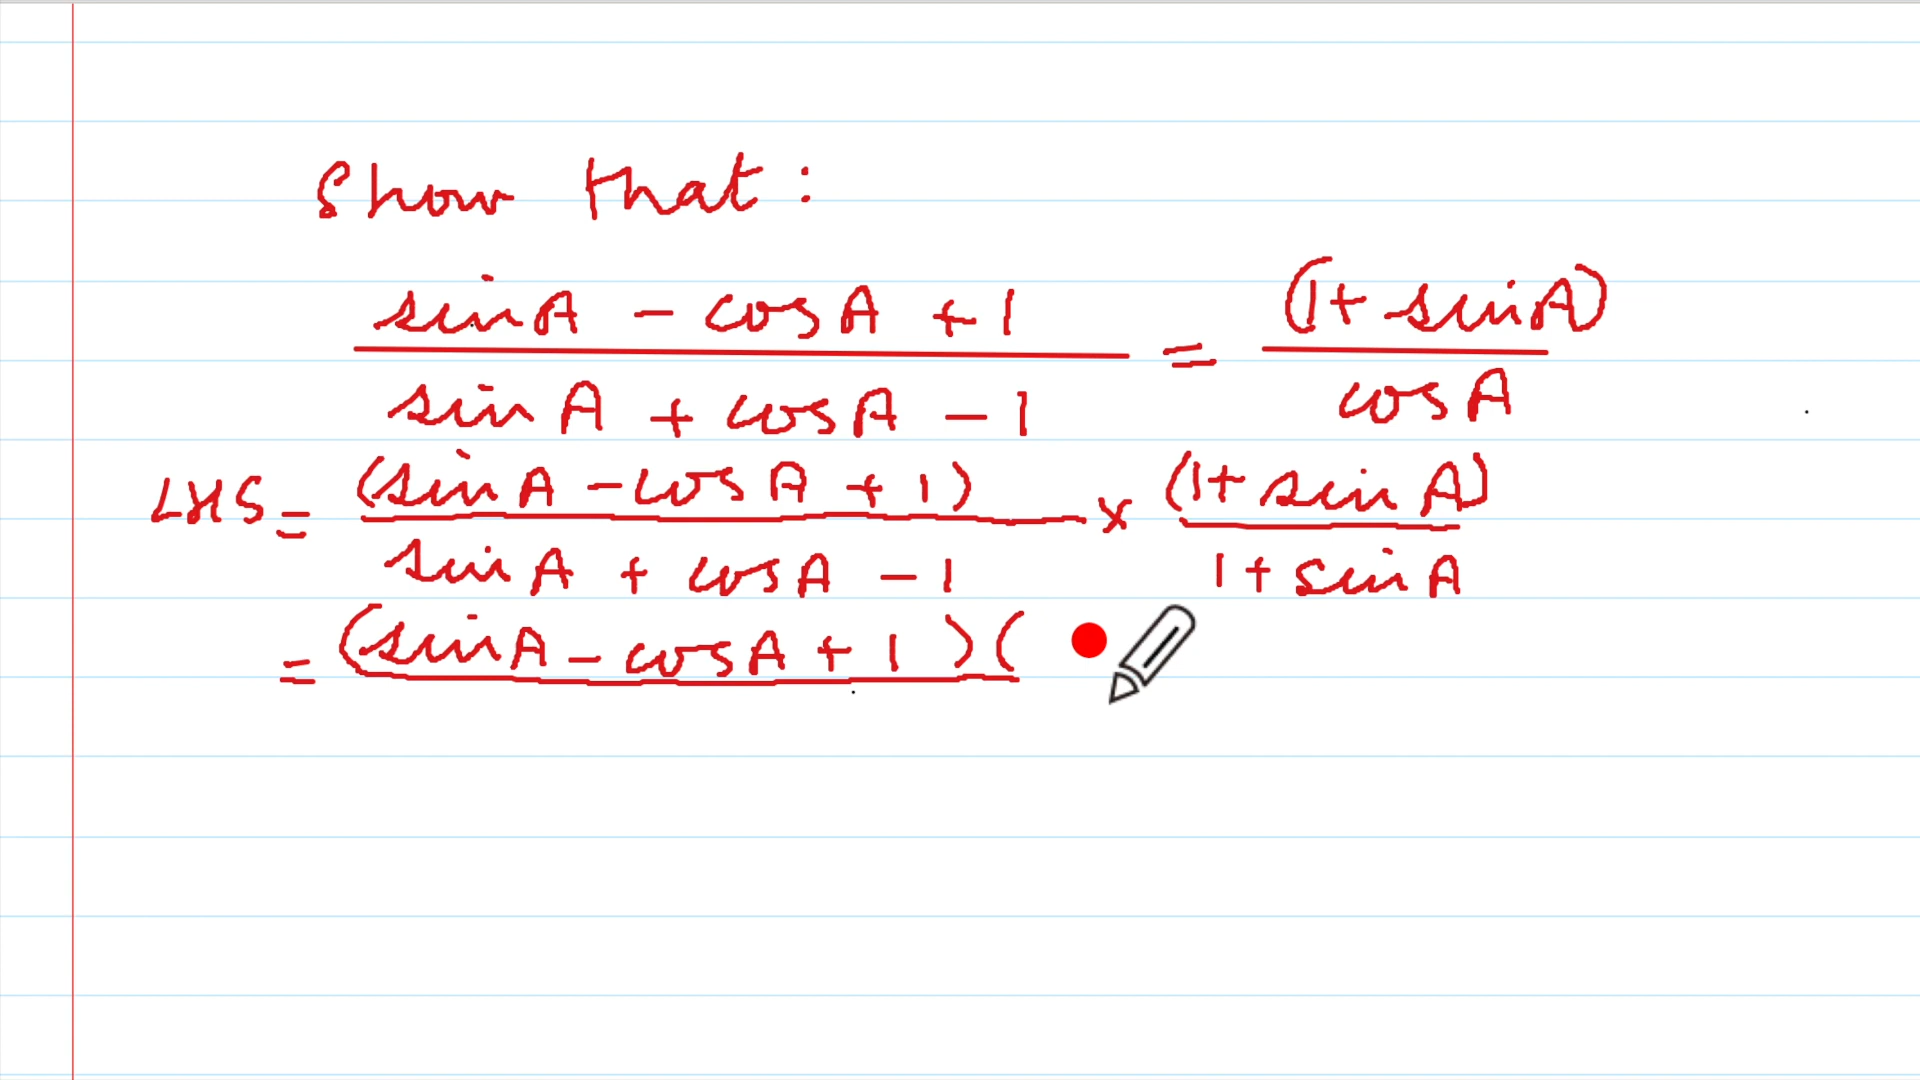 Show that:
sinA - cosA + 1 / sinA + cosA - 1 = (1 + sinA) / cosA
LHS = (sinA - cosA + 1) / sinA + cosA - 1 × (1 + sinA) / 1 + sinA
= (sinA - cosA + 1)(